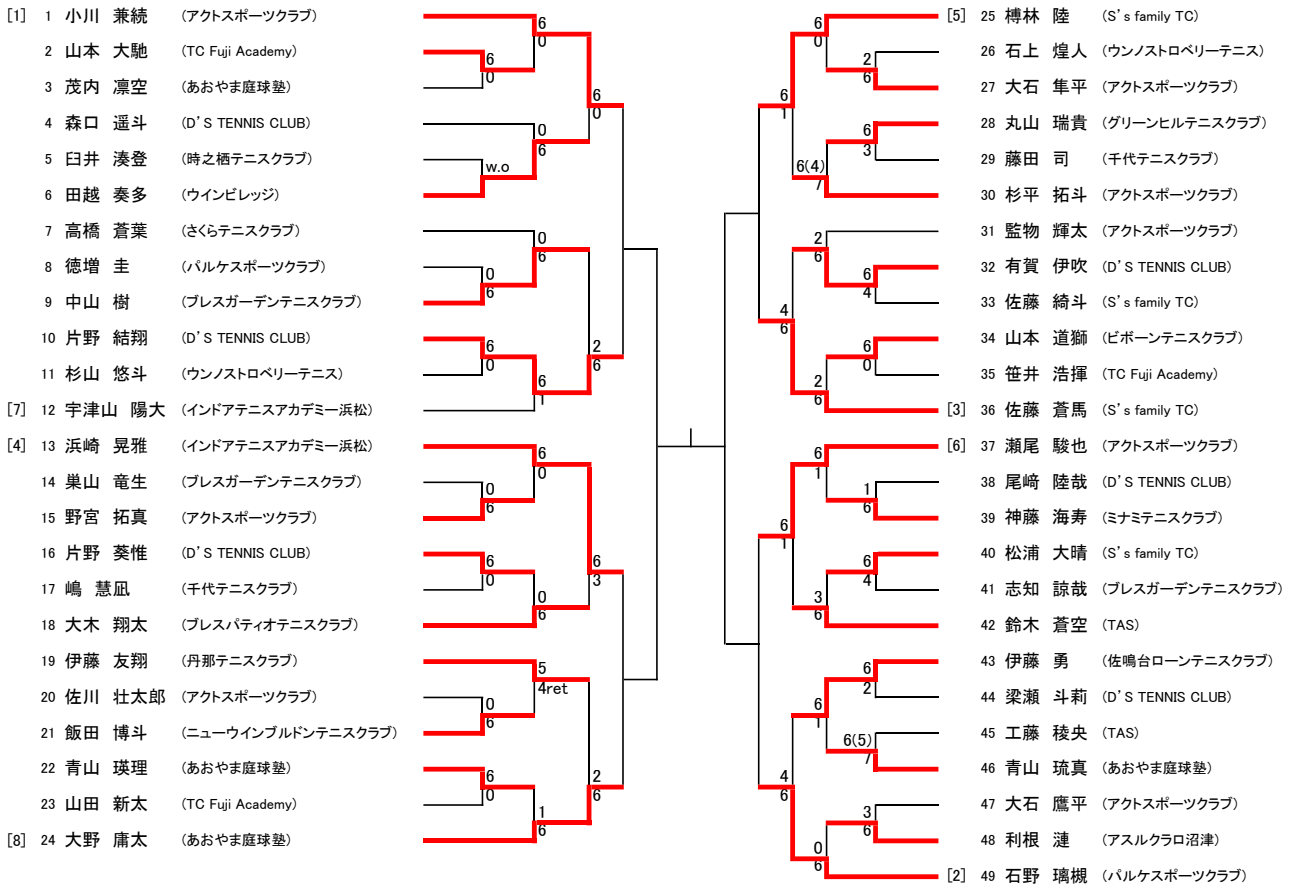 [1] 1 小川 兼続 (アクトスポーツクラブ)
2 山本 大馳 (TC Fuji Academy)
3 茂内 凛空 (あおやま庭球塾)
4 森口 遥斗 (D'S TENNIS CLUB)
5 臼井 湊登 (時之栖テニスクラブ)
6 田越 奏多 (ウインビレッジ)
7 高橋 蒼葉 (さくらテニスクラブ)
8 徳増 圭 (パルケスポーツクラブ)
9 中山 樹 (ブレスガーデンテニスクラブ)
10 片野 結翔 (D'S TENNIS CLUB)
11 杉山 悠斗 (ウンノストロベリーテニス)
[7] 12 宇津山 陽大 (インドアテニスアカデミー浜松)
[4] 13 浜崎 晃雅 (インドアテニスアカデミー浜松)
14 巣山 竜生 (ブレスガーデンテニスクラブ)
15 野宮 拓真 (アクトスポーツクラブ)
16 片野 葵惟 (D'S TENNIS CLUB)
17 嶋 慧凪 (千代テニスクラブ)
18 大木 翔太 (ブレスパティオテニスクラブ)
19 伊藤 友翔 (丹那テニスクラブ)
20 佐川 壮太郎 (アクトスポーツクラブ)
21 飯田 博斗 (ニューウインブルドンテニスクラブ)
22 青山 瑛理 (あおやま庭球塾)
23 山田 新太 (TC Fuji Academy)
[8] 24 大野 庸太 (あおやま庭球塾)
6
0
w.o
0
6
6
0
0
6
6
0
0
6
6
0
6
0
0
6
0
6
6
1
6
0
0
6
5
4ret
1
6
6
0
2
6
6
3
2
6
6
1
4
6
6
1
4
6
6
0
6(4)
7
2
6
2
6
6
1
3
6
6
1
0
6
2
6
6
3
6
4
6
0
1
6
6
4
6
2
6(5)
7
3
6
[5] 25 榑林 陸 (S's family TC)
26 石上 煌人 (ウンノストロベリーテニス)
27 大石 隼平 (アクトスポーツクラブ)
28 丸山 瑞貴 (グリーンヒルテニスクラブ)
29 藤田 司 (千代テニスクラブ)
30 杉平 拓斗 (アクトスポーツクラブ)
31 監物 輝太 (アクトスポーツクラブ)
32 有賀 伊吹 (D'S TENNIS CLUB)
33 佐藤 綺斗 (S's family TC)
34 山本 道獅 (ビボーンテニスクラブ)
35 笹井 浩揮 (TC Fuji Academy)
[3] 36 佐藤 蒼馬 (S's family TC)
[6] 37 瀬尾 駿也 (アクトスポーツクラブ)
38 尾﨑 陸哉 (D'S TENNIS CLUB)
39 神藤 海寿 (ミナミテニスクラブ)
40 松浦 大晴 (S's family TC)
41 志知 諒哉 (ブレスガーデンテニスクラブ)
42 鈴木 蒼空 (TAS)
43 伊藤 勇 (佐鳴台ローンテニスクラブ)
44 梁瀬 斗莉 (D'S TENNIS CLUB)
45 工藤 稜央 (TAS)
46 青山 琉真 (あおやま庭球塾)
47 大石 鷹平 (アクトスポーツクラブ)
48 利根 漣 (アスルクラロ沼津)
[2] 49 石野 璃槻 (パルケスポーツクラブ)